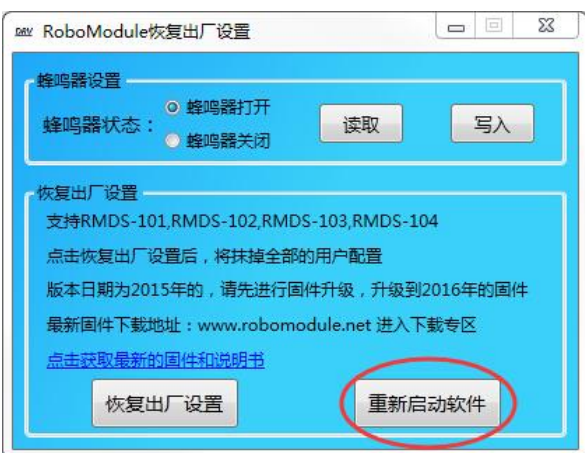 DRV RoboModule恢复出厂设置
蜂鸣器设置
蜂鸣器状态：
蜂鸣器打开
蜂鸣器关闭
读取
写入
恢复出厂设置
支持RMDS-101,RMDS-102,RMDS-103,RMDS-104
点击恢复出厂设置后，将抹掉全部的用户配置
版本日期为2015年的，请先进行固件升级，升级到2016年的固件
最新固件下载地址：www.robomodule.net 进入下载专区
点击获取最新的固件和说明书
恢复出厂设置
重新启动软件